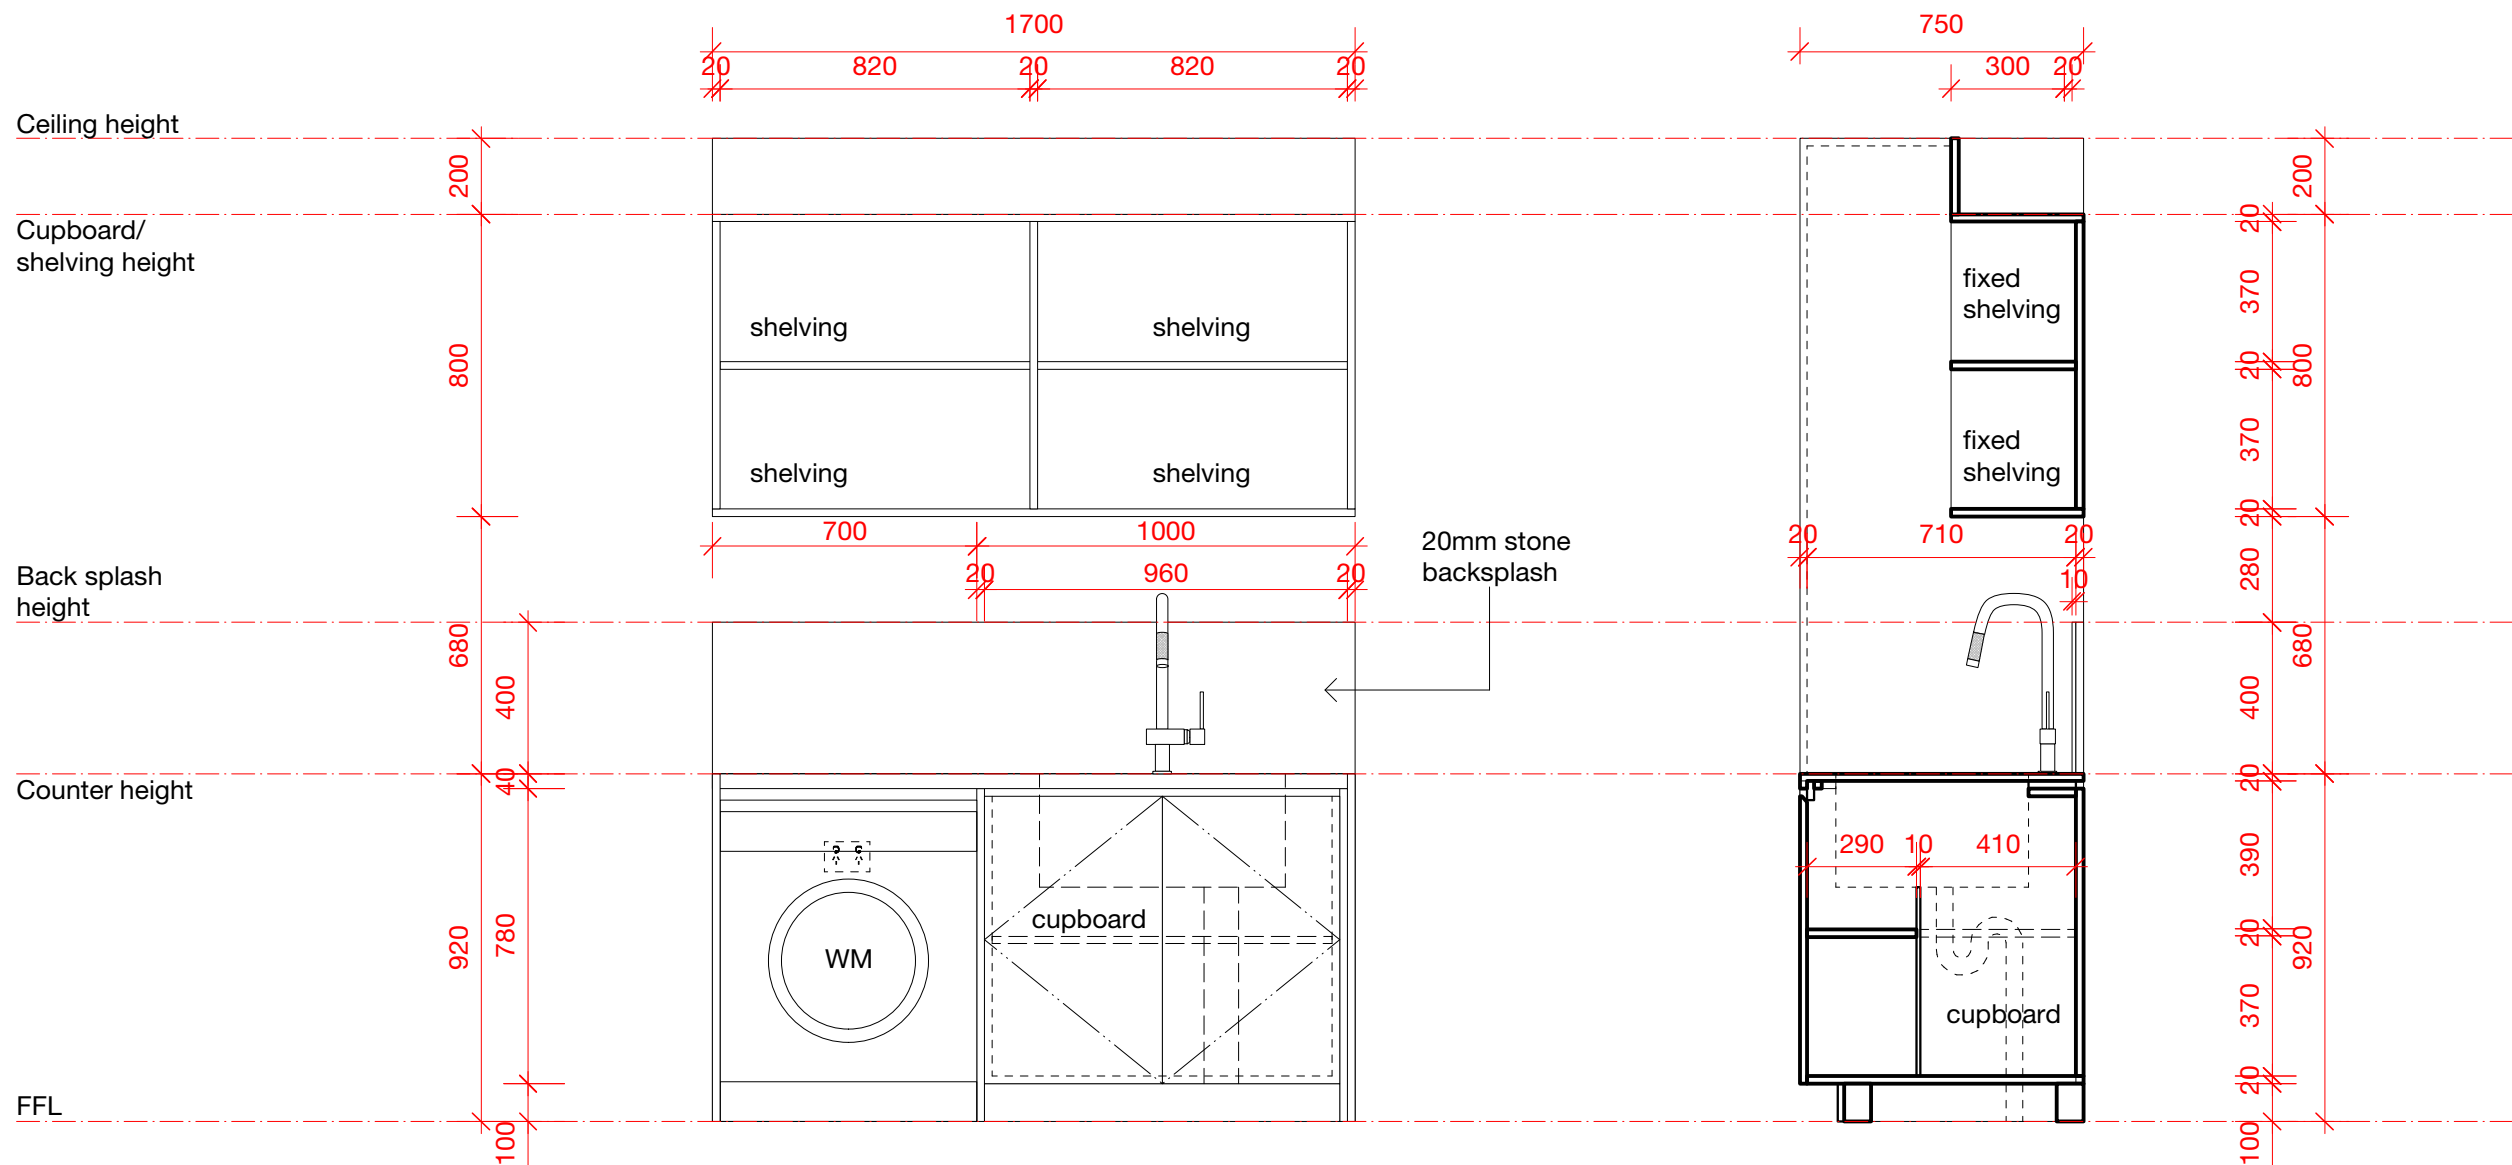 1700
750
20 820 20 820 20
300 20
Ceiling height
200
200
Cupboard/
shelving height
20
fixed
shelving
370
shelving
shelving
800
20
800
fixed
shelving
370
shelving
shelving
20
700
1000
20 710 20
20mm stone
backsplash
Back splash
height
20 960 20
10
280
680
680
400
400
Counter height
40
20
290 10 410
390
cupboard
920
780
WM
20
920
370
cupboard
20
FFL
100
100